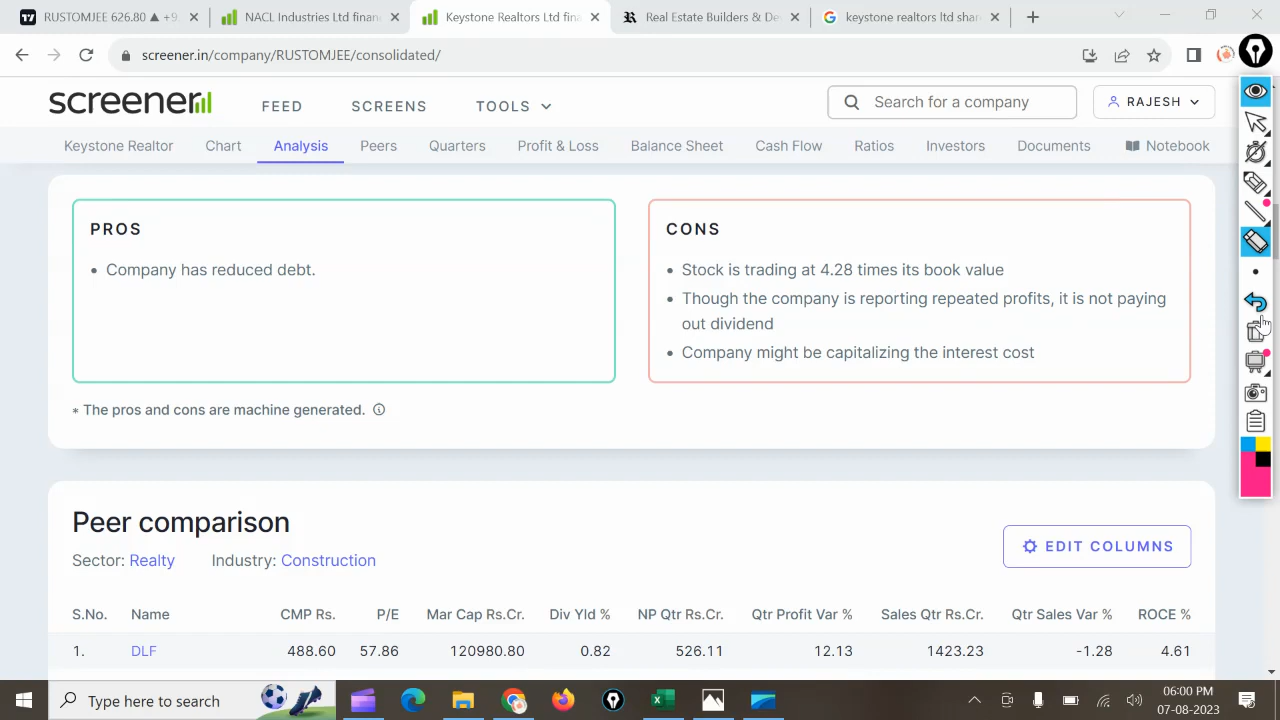 RUSTOMJEE 620.80 ▲ +9
NACL Industries Ltd finan
Keystone Realtors Ltd fina
Real Estate Builders & De
keystone realtors ltd shar
screener.in/company/RUSTOMJEE/consolidated/
screener
FEED
SCREENS
TOOLS
Search for a company
RAJESH
Keystone Realtor
Chart
Analysis
Peers
Quarters
Profit & Loss
Balance Sheet
Cash Flow
Ratios
Investors
Documents
Notebook
PROS
• Company has reduced debt.
CONS
• Stock is trading at 4.28 times its book value
• Though the company is reporting repeated profits, it is not paying
out dividend
• Company might be capitalizing the interest cost
* The pros and cons are machine generated.
Peer comparison
Sector: Realty Industry: Construction
EDIT COLUMNS
S.No. Name CMP Rs. P/E Mar Cap Rs.Cr. Div Yld % NP Qtr Rs.Cr. Qtr Profit Var % Sales Qtr Rs.Cr. Qtr Sales Var % ROCE %
1. DLF 488.60 57.86 120980.80 0.82 526.11 12.13 1423.23 -1.28 4.61
Type here to search
06:00 PM
07-08-2023